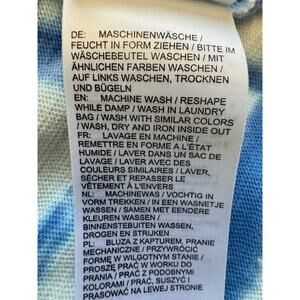 DE: MASCHINENWÄSCHE /
FEUCHT IN FORM ZIEHEN / BITTE IM
WÄSCHEBEUTEL WASCHEN / MIT
ÄHNLICHEN FARBEN WASCHEN /
AUF LINKS WASCHEN, TROCKNEN
UND BÜGELN
EN: MACHINE WASH / RESHAPE
WHILE DAMP / WASH IN LAUNDRY
BAG / WASH WITH SIMILAR COLORS
/ WASH, DRY AND IRON INSIDE OUT
FR: LAVAGE EN MACHINE /
REMETTRE EN FORME A L'ÉTAT
HUMIDE / LAVER DANS UN SAC DE
LAVAGE / LAVER AVEC DES
COULEURS SIMILAIRES / LAVER,
SÉCHER ET REPASSER LE
VÊTEMENT À L'ENVERS
NL: MACHINEWAS / VOCHTIG IN
VORM TREKKEN / IN EEN WASNETJE
WASSEN / SAMEN MET EENDERE
KLEUREN WASSEN /
BINNENSTEBUITEN WASSEN,
DROGEN EN STRIJKEN
PL: BLUZA Z KAPTUREM, PRANIE
MECHANICZNE / WYPROSTOWAĆ
FORMĘ W WILGOTNYM STANIE /
PROSZĘ PRAĆ W WORKU DO
PRANIA / PRAĆ Z PODOBNYMI
KOLORAMI / PRAĆ, SUSZYĆ I
PRASOWAĆ NA LEWEJ STRONIE